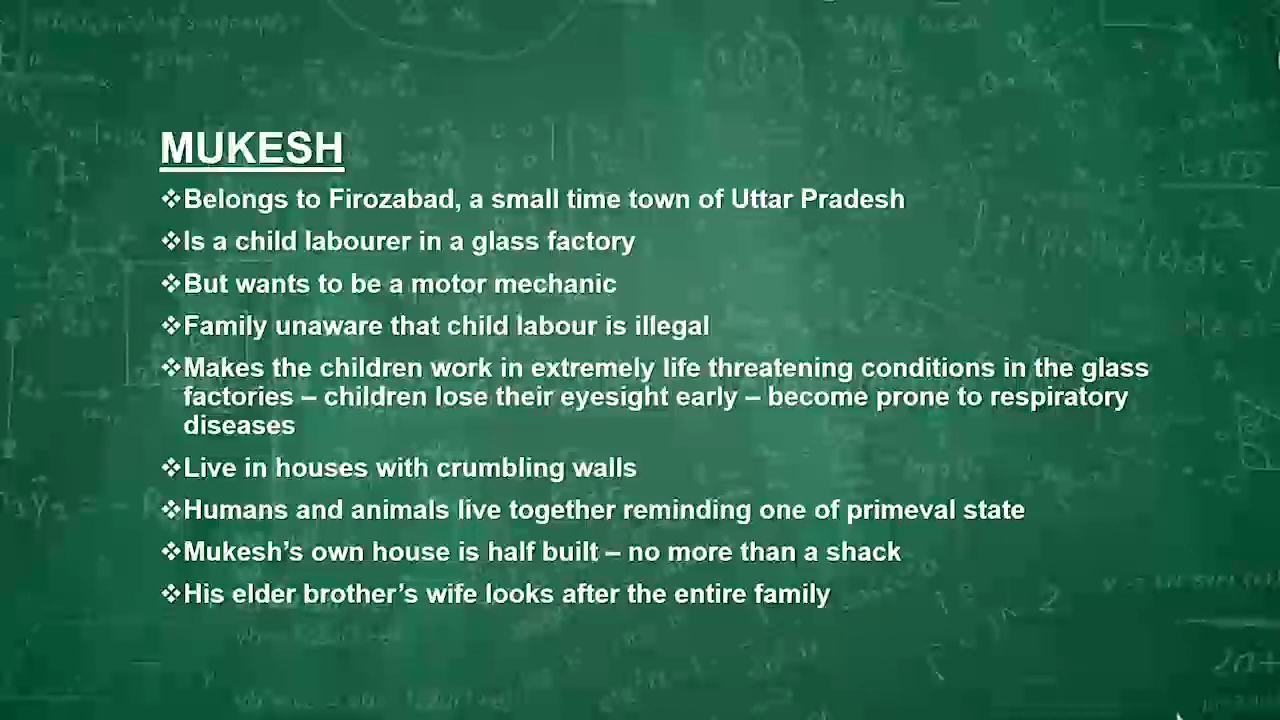 MUKESH
❖Belongs to Firozabad, a small time town of Uttar Pradesh
❖Is a child labourer in a glass factory
❖But wants to be a motor mechanic
❖Family unaware that child labour is illegal
❖Makes the children work in extremely life threatening conditions in the glass
factories – children lose their eyesight early – become prone to respiratory
diseases
❖Live in houses with crumbling walls
❖Humans and animals live together reminding one of primeval state
❖Mukesh’s own house is half built – no more than a shack
❖His elder brother’s wife looks after the entire family